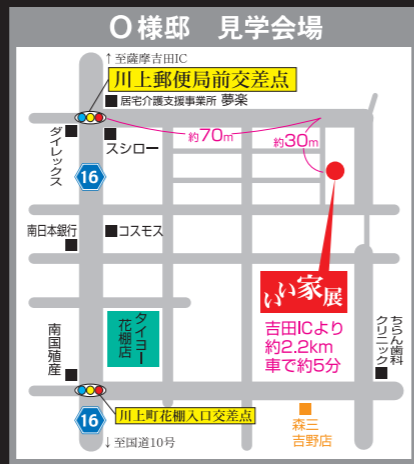 O様邸 見学会場
↑至薩摩吉田IC
川上郵便局前交差点
居宅介護支援事業所 夢楽
ダイレックス
スシロー
約70m
約30m
16
南日本銀行
コスモス
いい家展
吉田ICより
約2.2km
車で約5分
タイヨー
花棚店
南国殖産
ちらん歯科
クリニック
川上町花棚入口交差点
16
↓至国道10号
森三
吉野店